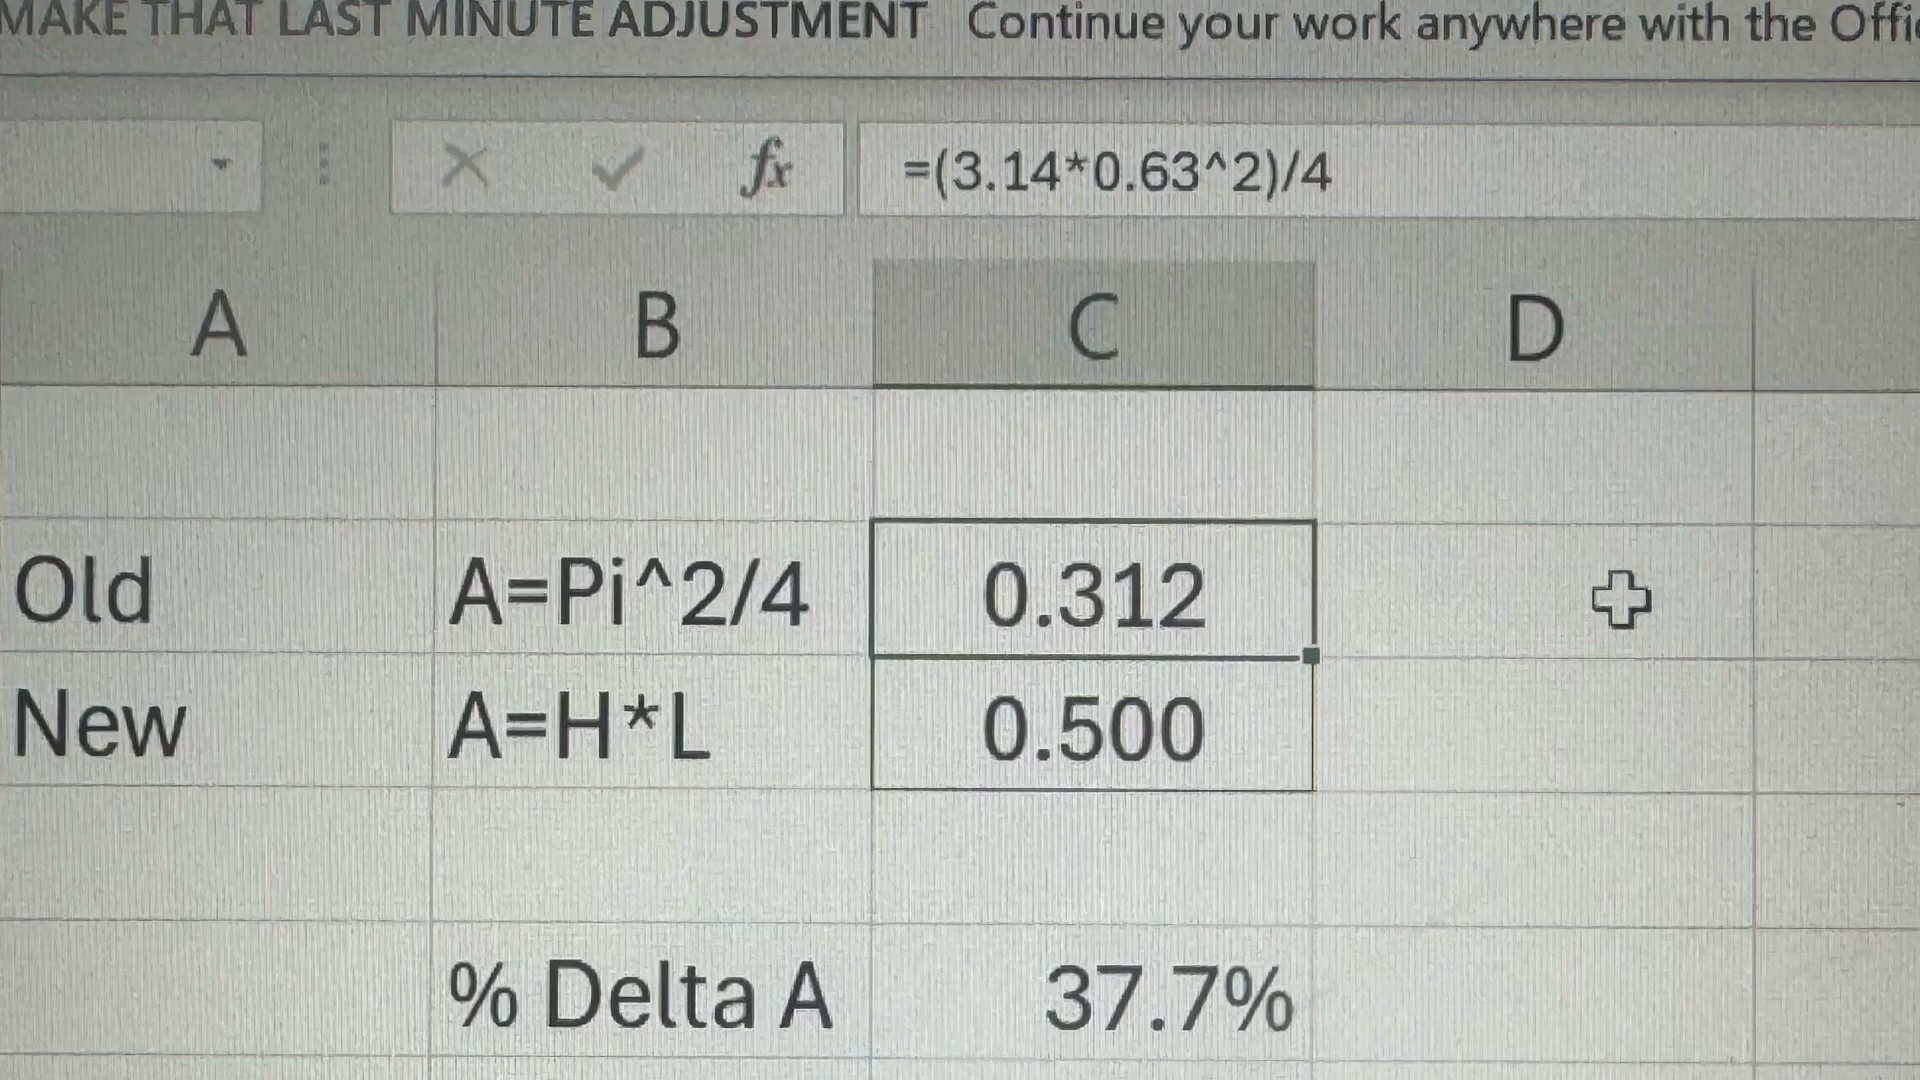 MAKE THAT LAST MINUTE ADJUSTMENT Continue your work anywhere with the
fx =(3.14*0.63^2)/4
A B C D
Old A=Pi^2/4 0.312
New A=H*L 0.500
% Delta A 37.7%